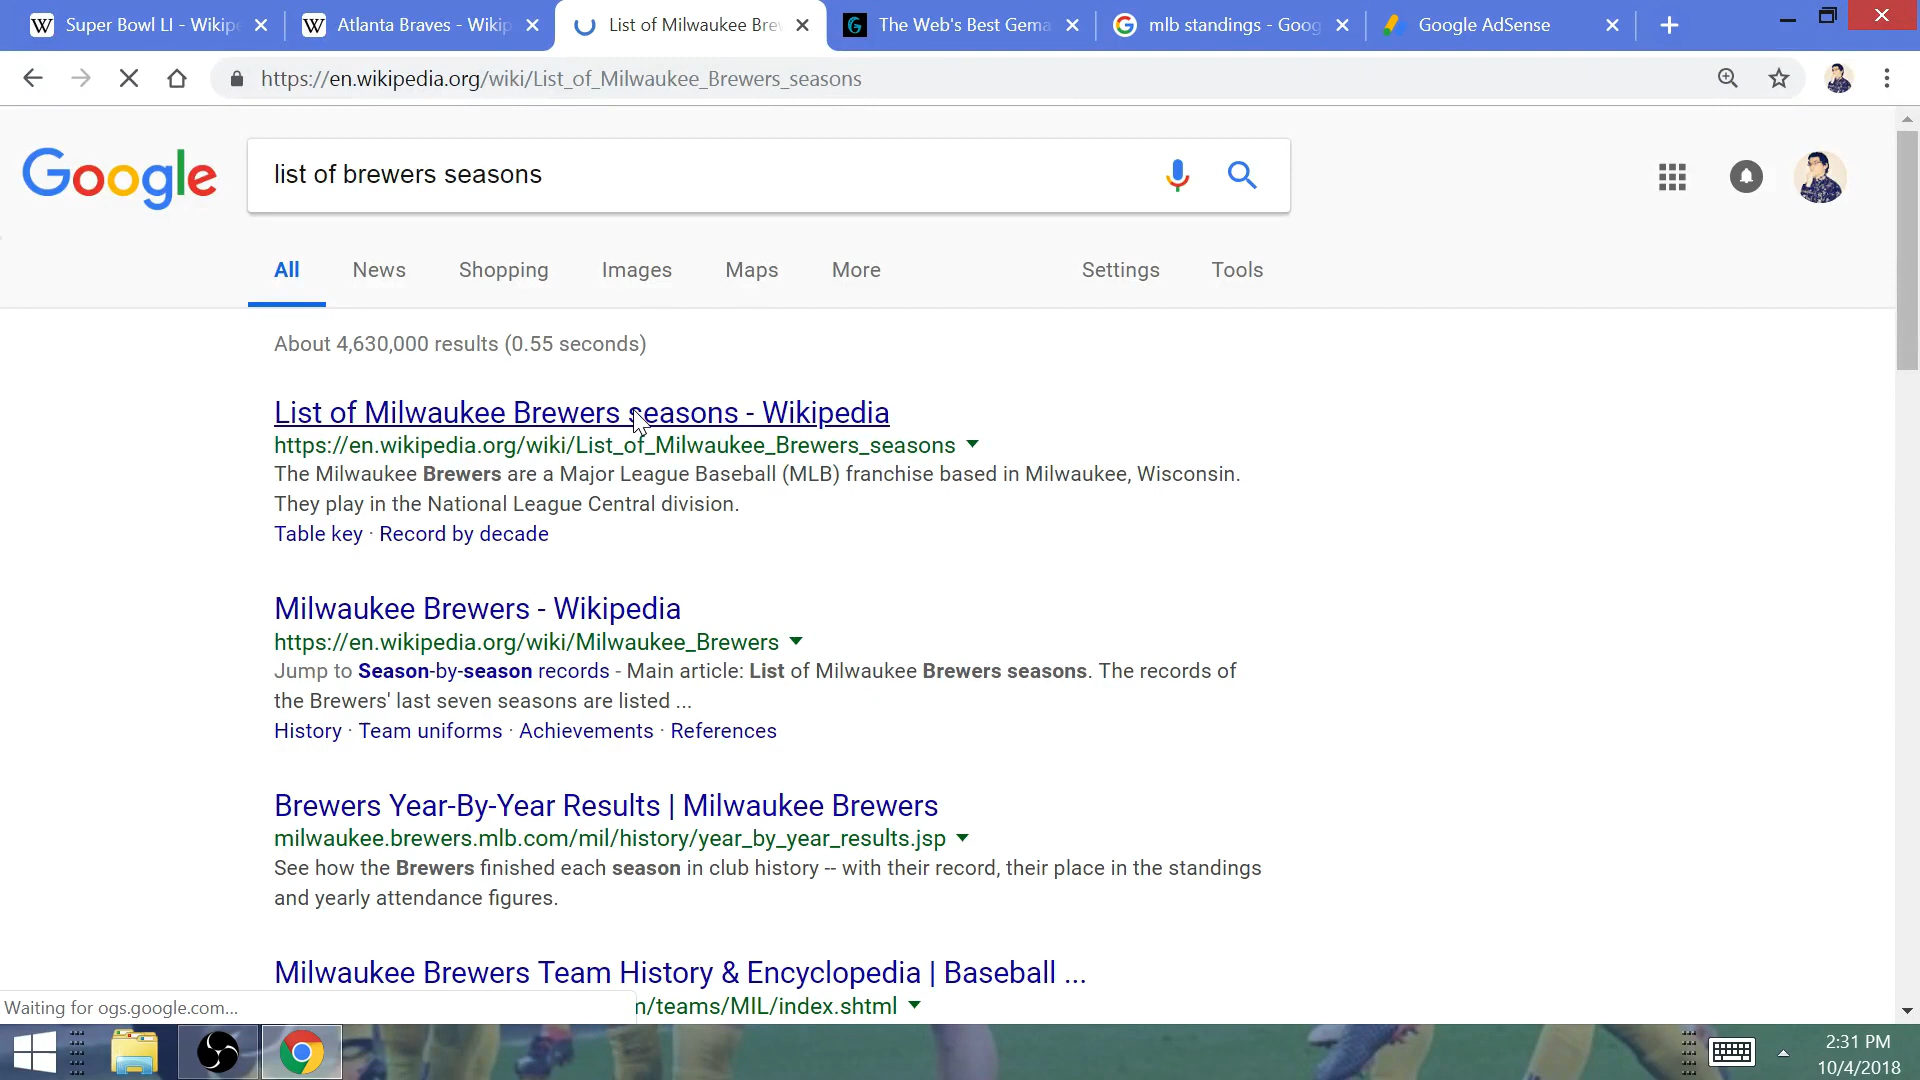 Super Bowl LI - Wikipe
Atlanta Braves - Wikip
List of Milwaukee Brew
The Web's Best Gema
mlb standings - Goog
Google AdSense
https://en.wikipedia.org/wiki/List_of_Milwaukee_Brewers_seasons
Google
list of brewers seasons
All News Shopping Images Maps More Settings Tools
About 4,630,000 results (0.55 seconds)
List of Milwaukee Brewers seasons - Wikipedia
https://en.wikipedia.org/wiki/List_of_Milwaukee_Brewers_seasons
The Milwaukee Brewers are a Major League Baseball (MLB) franchise based in Milwaukee, Wisconsin.
They play in the National League Central division.
Table key · Record by decade
Milwaukee Brewers - Wikipedia
https://en.wikipedia.org/wiki/Milwaukee_Brewers
Jump to Season-by-season records - Main article: List of Milwaukee Brewers seasons. The records of
the Brewers' last seven seasons are listed ...
History · Team uniforms · Achievements · References
Brewers Year-By-Year Results | Milwaukee Brewers
milwaukee.brewers.mlb.com/mil/history/year_by_year_results.jsp
See how the Brewers finished each season in club history -- with their record, their place in the standings
and yearly attendance figures.
Milwaukee Brewers Team History & Encyclopedia | Baseball ...
m/teams/MIL/index.shtml
Waiting for ogs.google.com...
2:31 PM
10/4/2018